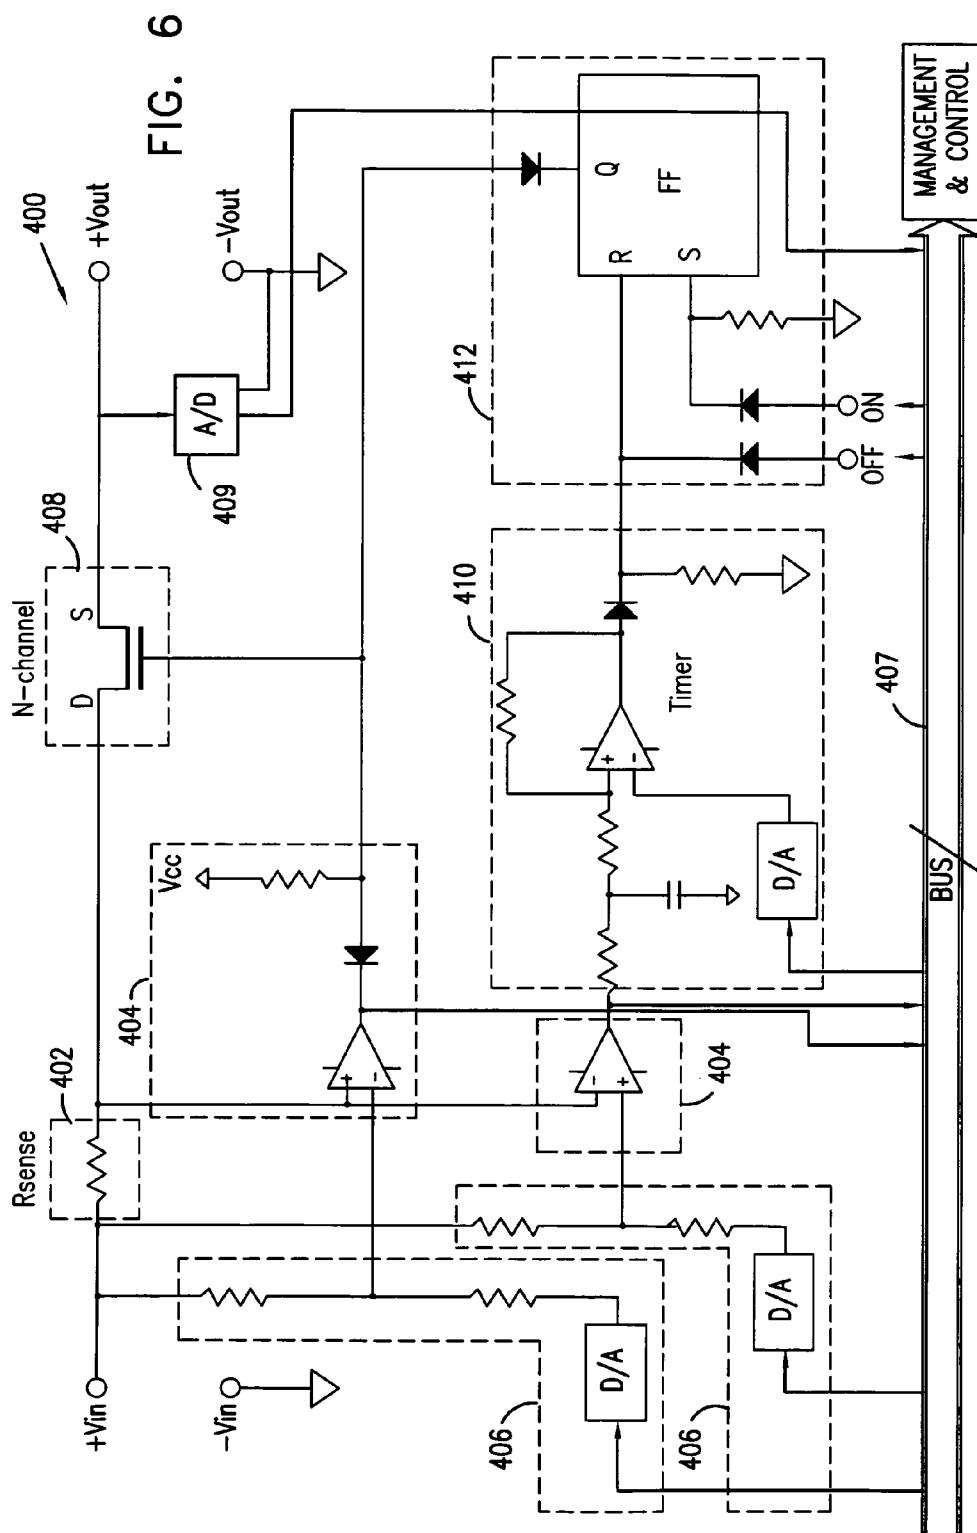 FIG. 6
400
N-channel
408
D
S
+Vout
-Vout
A/D
409
Rsense
402
+Vin
-Vin
404
Vcc
+
-
404
-
+
406
D/A
406
D/A
410
Timer
+
-
D/A
412
Q
FF
R
S
OFF
ON
407
BUS
MANAGEMENT
& CONTROL